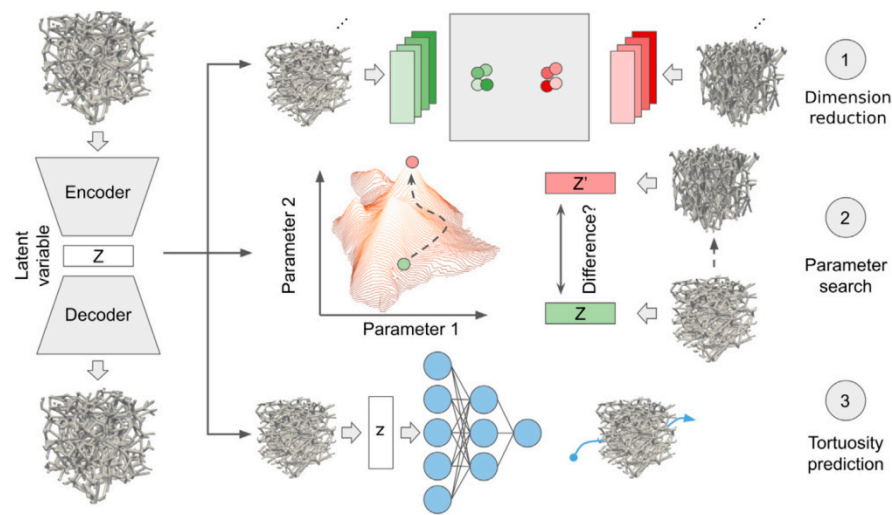 1
Dimension
reduction
Encoder
Latent
variable
Z
Decoder
Parameter 2
Parameter 1
Z'
Difference?
Z
2
Parameter
search
z
3
Tortuosity
prediction